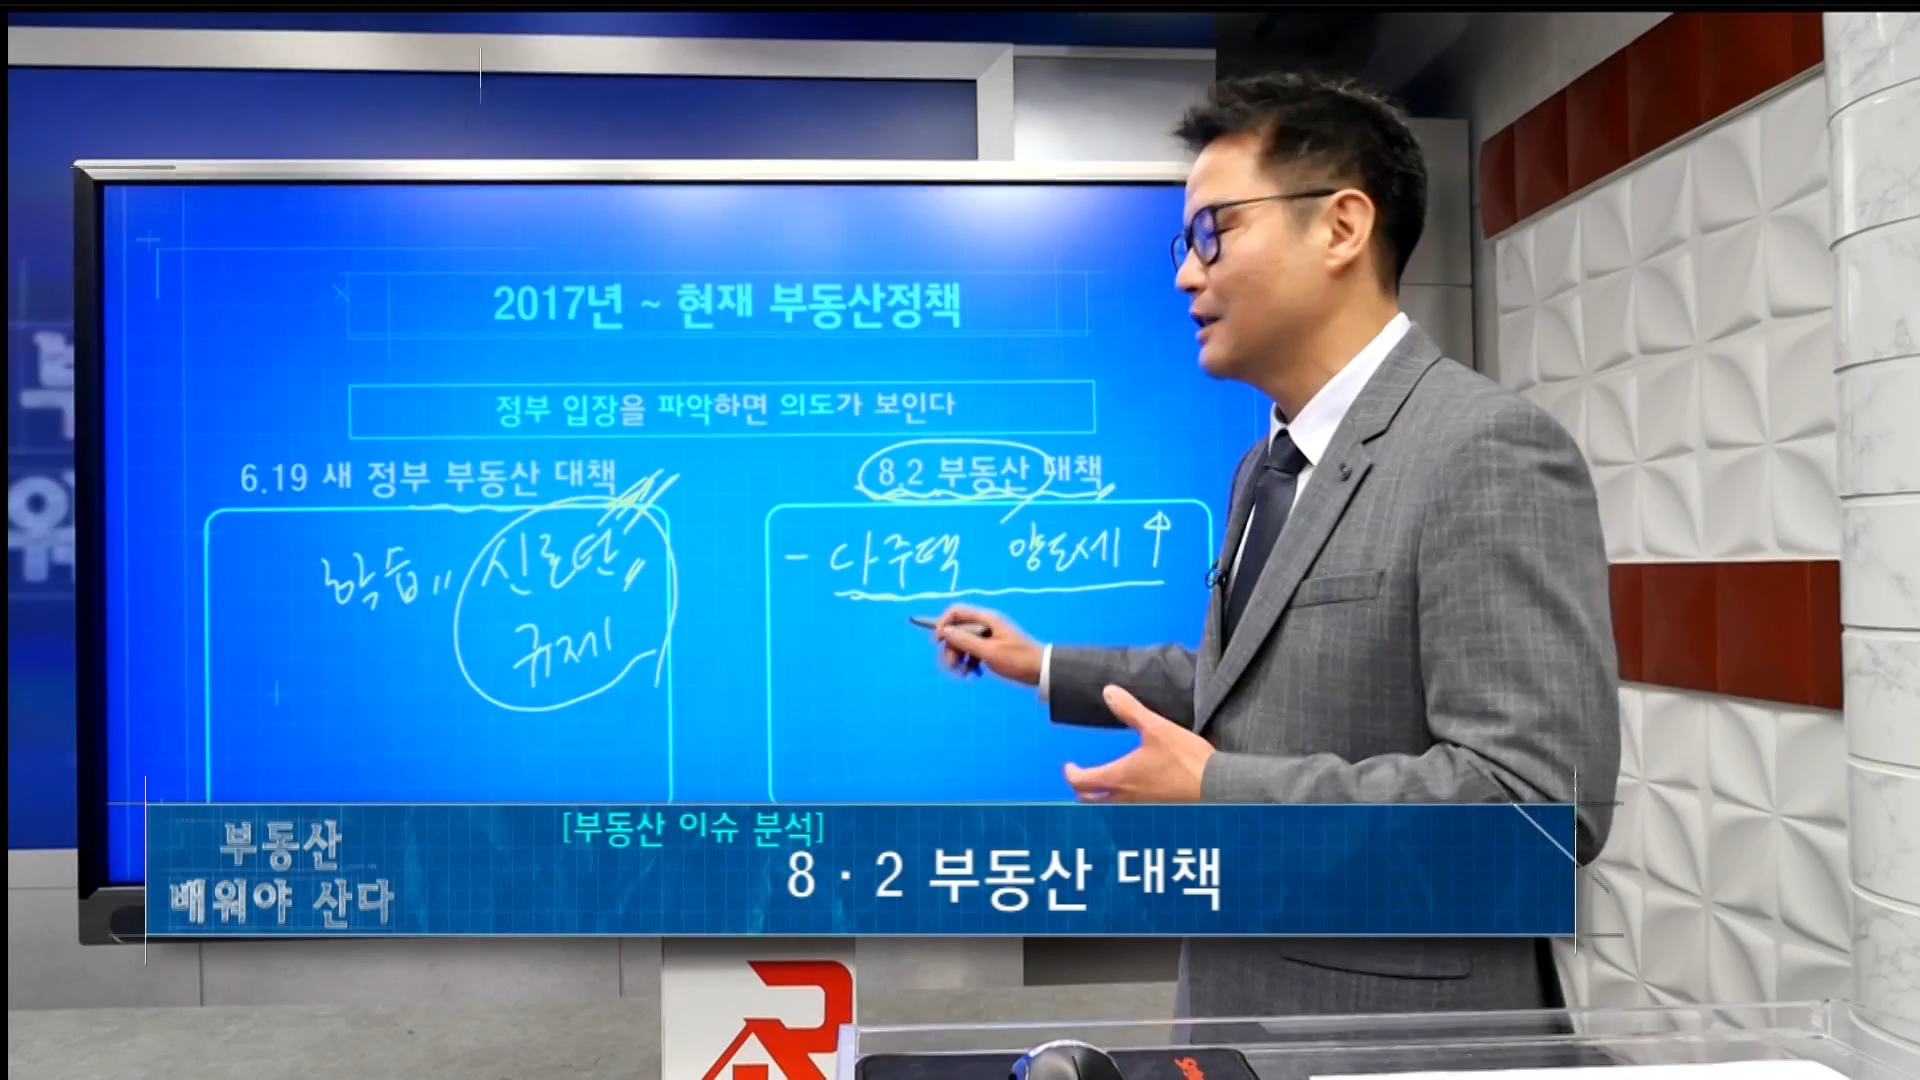 2017년 ~ 현재 부동산정책
정부 입장을 파악하면 의도가 보인다
6.19 새 정부 부동산 대책
8.2 부동산 대책
학습" 신호탄"
규제
- 다주택 양도세 ↑
[부동산 이슈 분석]
8·2 부동산 대책
부동산
배워야 산다